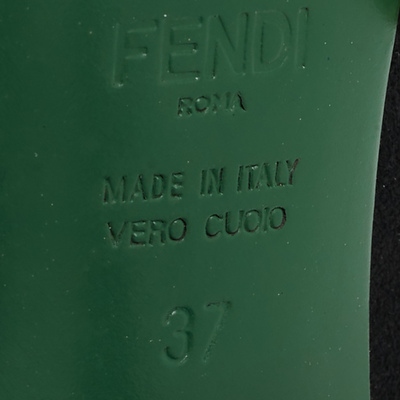 FENDI
ROMA
MADE IN ITALY
VERO CUOIO
37